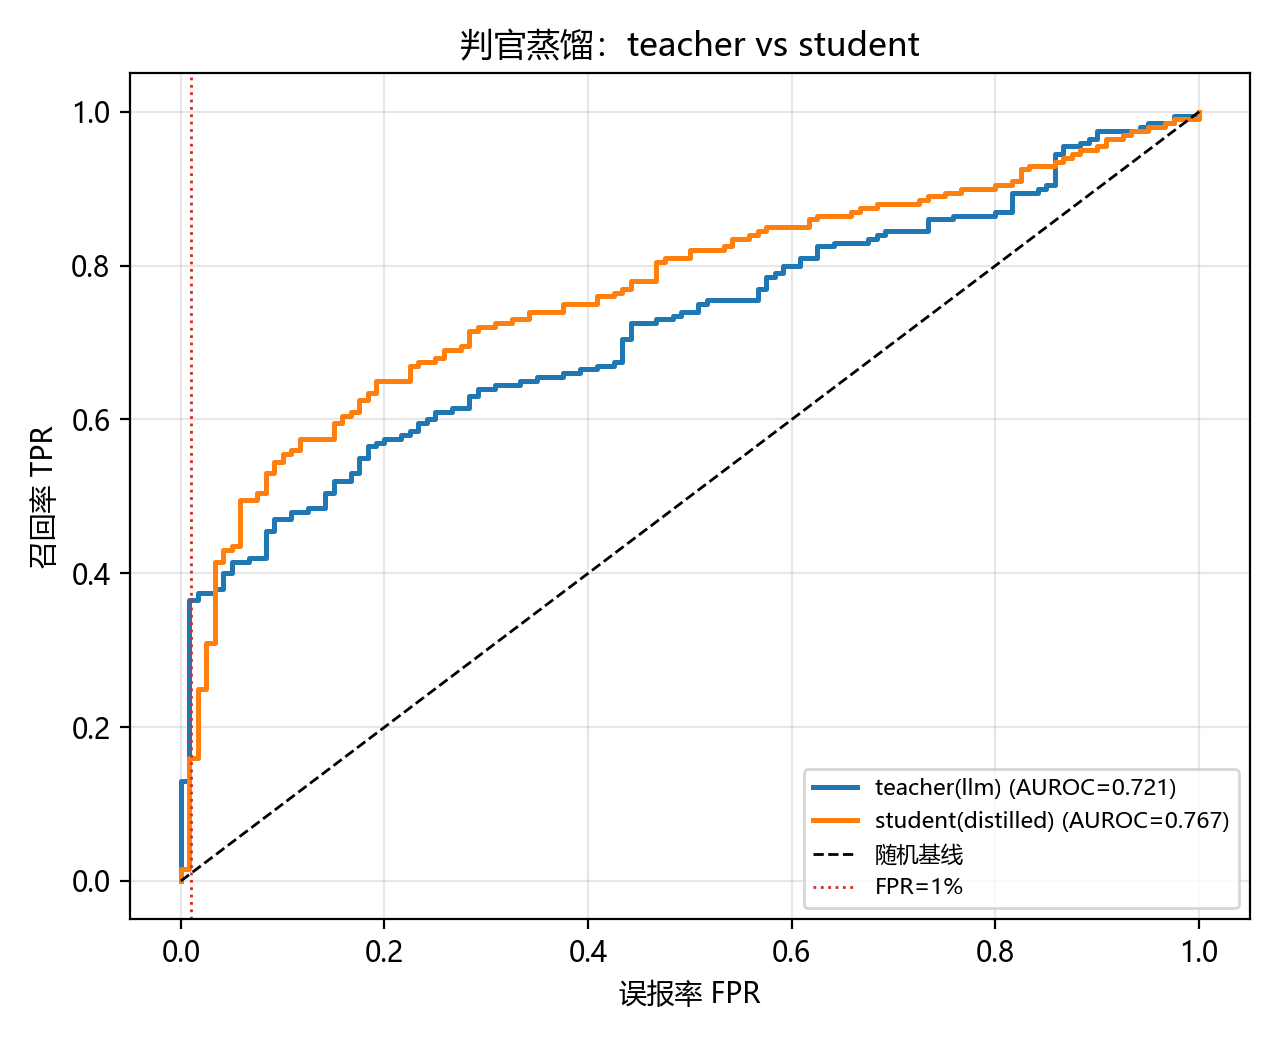 判官蒸馏：teacher vs student
召回率 TPR
1.0
0.8
0.6
0.4
0.2
0.0
0.0 0.2 0.4 0.6 0.8 1.0
误报率 FPR
teacher(llm) (AUROC=0.721)
student(distilled) (AUROC=0.767)
随机基线
FPR=1%